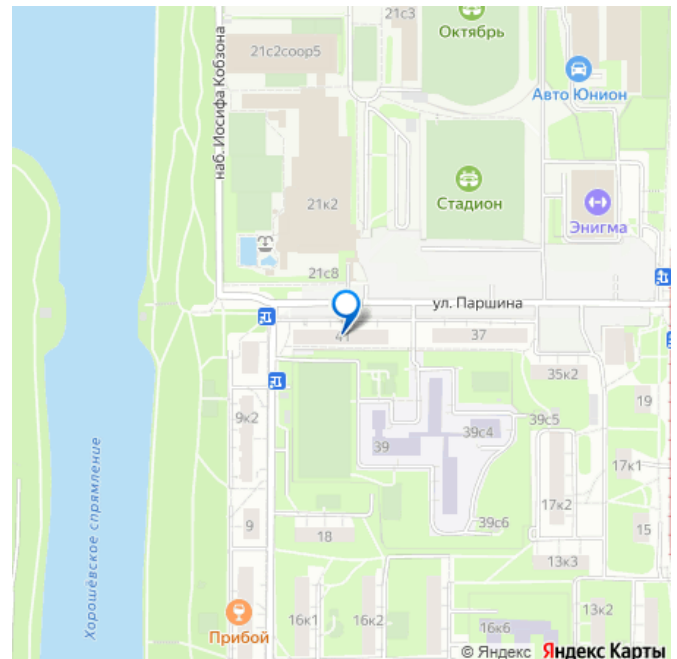 21с3
Октябрь
21с2соор5
Авто Юнион
наб. Иосифа Кобзона
Стадион
21к2
Энигма
21с8
ул. Паршина
41
37
35к2
19
9к2
39с5
39
39с4
17к1
17к2
9
18
39с6
15
13к3
Хорошёвское спрямление
13к2
16к1
16к2
16к6
Прибой
© Яндекс Яндекс Карты